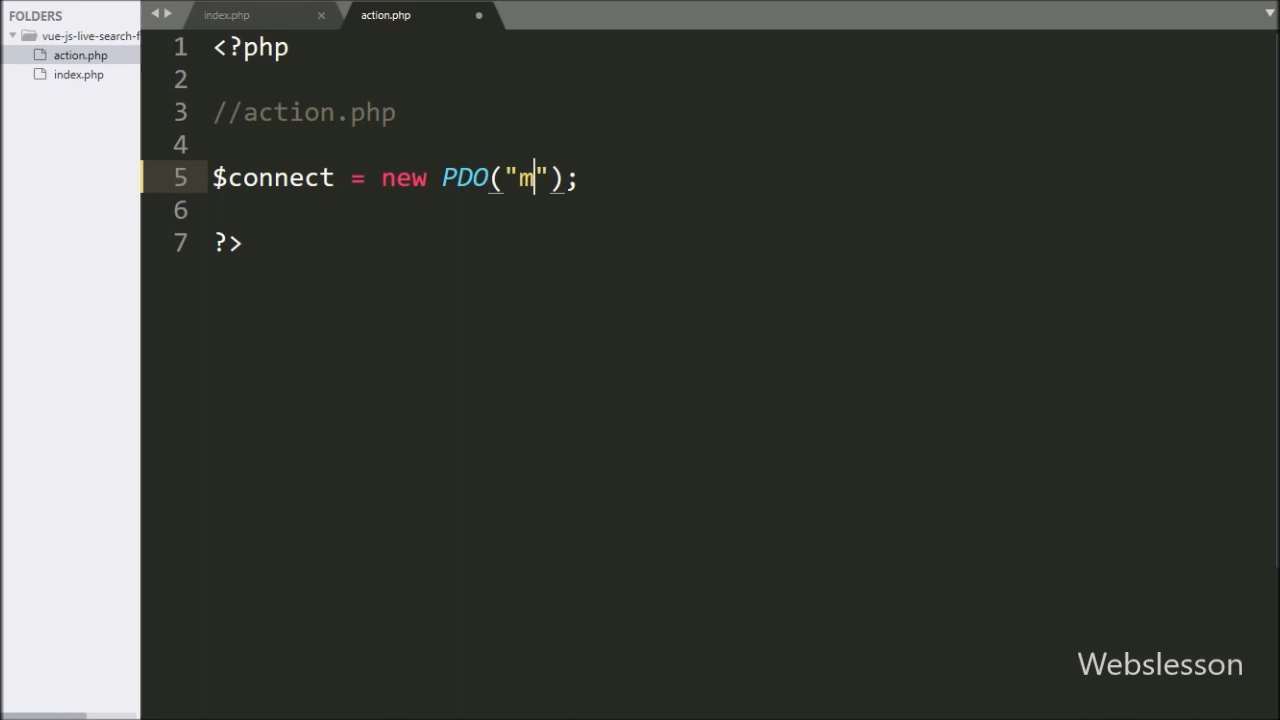 FOLDERS
vue-js-live-search-f
action.php
index.php
index.php
action.php
1 <?php
2
3 //action.php
4
5 $connect = new PDO("m");
6
7 ?>
Webslesson